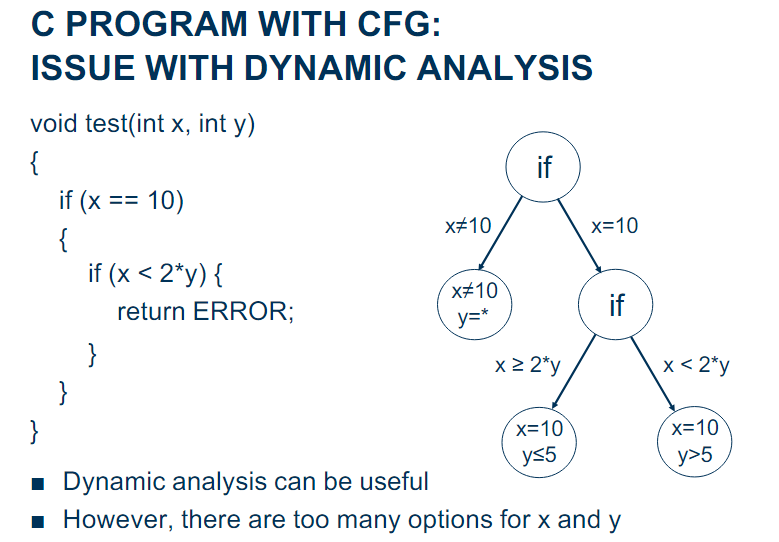 C PROGRAM WITH CFG:
ISSUE WITH DYNAMIC ANALYSIS
void test(int x, int y)
{
if (x == 10)
{
if (x < 2*y) {
return ERROR;
}
}
}
if
x≠10
x=10
x≠10
y=*
if
x ≥ 2*y
x < 2*y
x=10
y≤5
x=10
y>5
■ Dynamic analysis can be useful
■ However, there are too many options for x and y